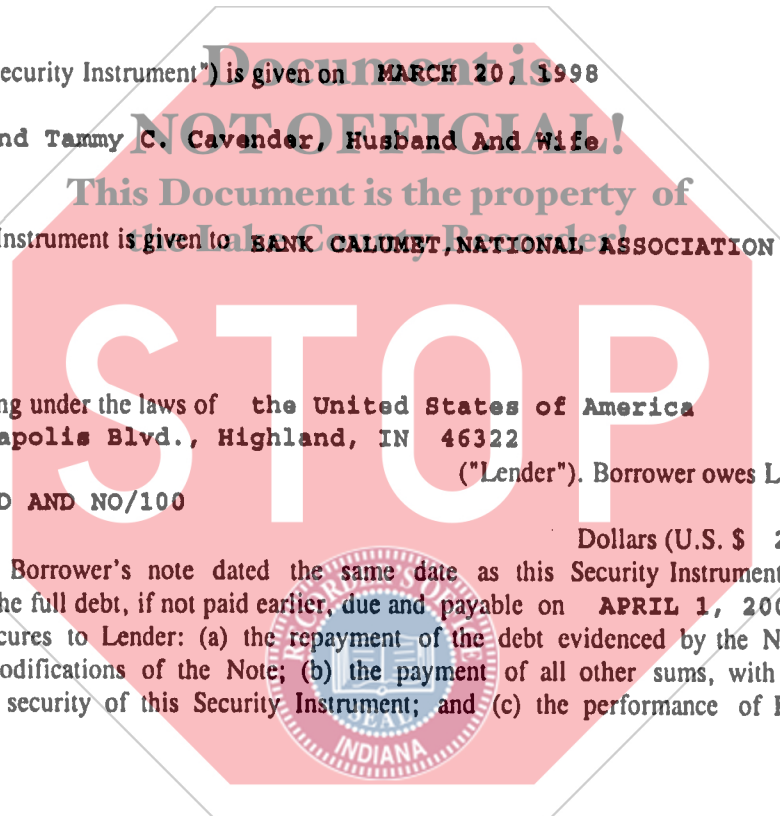 ecurity Instrument") is given on MARCH 20, 1998
Document is
nd Tammy C. Cavender, Husband And Wife
NOT OFFICIAL!
This Document is the property of
Instrument is given to BANK CALUMET, NATIONAL ASSOCIATION
the Lake County Recorder!
STOP
ng under the laws of the United States of America
apolis Blvd., Highland, IN 46322
("Lender"). Borrower owes L
D AND NO/100
Dollars (U.S. $ 2
Borrower's note dated the same date as this Security Instrument
he full debt, if not paid earlier, due and payable on APRIL 1, 200
cures to Lender: (a) the repayment of the debt evidenced by the N
odifications of the Note; (b) the payment of all other sums, with
security of this Security Instrument; and (c) the performance of
RECORDER'S OFFICE
SEAL
INDIANA